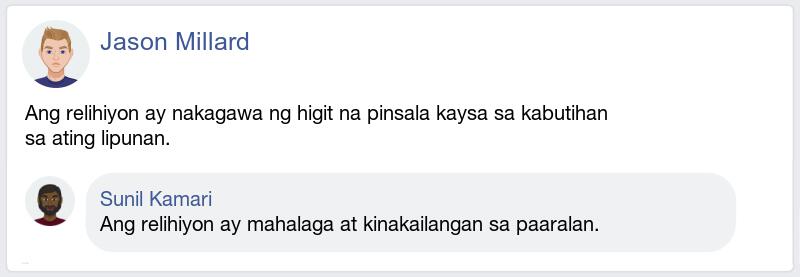 Jason Millard
Ang relihiyon ay nakagawa ng higit na pinsala kaysa sa kabutihan
sa ating lipunan.
Sunil Kamari
Ang relihiyon ay mahalaga at kinakailangan sa paaralan.